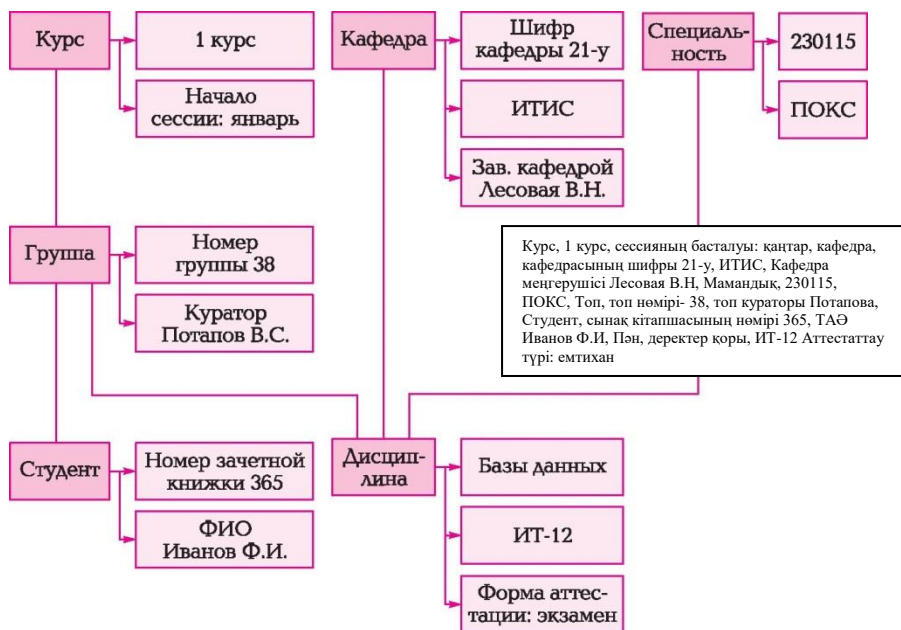 Курс
1 курс
Начало
сессии: январь
Кафедра
Шифр
кафедры 21-у
ИТИС
Зав. кафедрой
Лесовая В.Н.
Специаль-
ность
230115
ПОКС
Группа
Номер
группы 38
Куратор
Потапов В.С.
Курс, 1 курс, сессияның басталуы: қаңтар, кафедра,
кафедрасының шифры 21-у, ИТИС, Кафедра
меңгерушісі Лесовая В.Н, Мамандық, 230115,
ПОКС, Топ, топ нөмірі- 38, топ кураторы Потапова,
Студент, сынақ кітапшасының нөмірі 365, ТАӘ
Иванов Ф.И, Пән, деректер қоры, ИТ-12 Аттестаттау
түрі: емтихан
Студент
Номер зачетной
книжки 365
ФИО
Иванов Ф.И.
Дисцип-
лина
Базы данных
ИТ-12
Форма аттес-
тации: экзамен